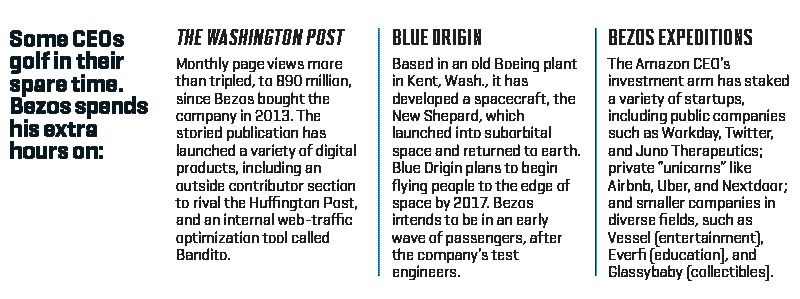 Some CEOs
golf in their
spare time.
Bezos spends
his extra
hours on:
THE WASHINGTON POST
Monthly page views more
than tripled, to 890 million,
since Bezos bought the
company in 2013. The
storied publication has
launched a variety of digital
products, including an
outside contributor section
to rival the Huffington Post,
and an internal web-traffic
optimization tool called
Bandito.
BLUE ORIGIN
Based in an old Boeing plant
in Kent, Wash., it has
developed a spacecraft, the
New Shepard, which
launched into suborbital
space and returned to earth.
Blue Origin plans to begin
flying people to the edge of
space by 2017. Bezos
intends to be in an early
wave of passengers, after
the company's test
engineers.
BEZOS EXPEDITIONS
The Amazon CEO's
investment arm has staked
a variety of startups,
including public companies
such as Workday, Twitter,
and Juno Therapeutics;
private "unicorns" like
Airbnb, Uber, and Nextdoor;
and smaller companies in
diverse fields, such as
Vessel (entertainment),
Everfi (education), and
Glassybaby (collectibles).